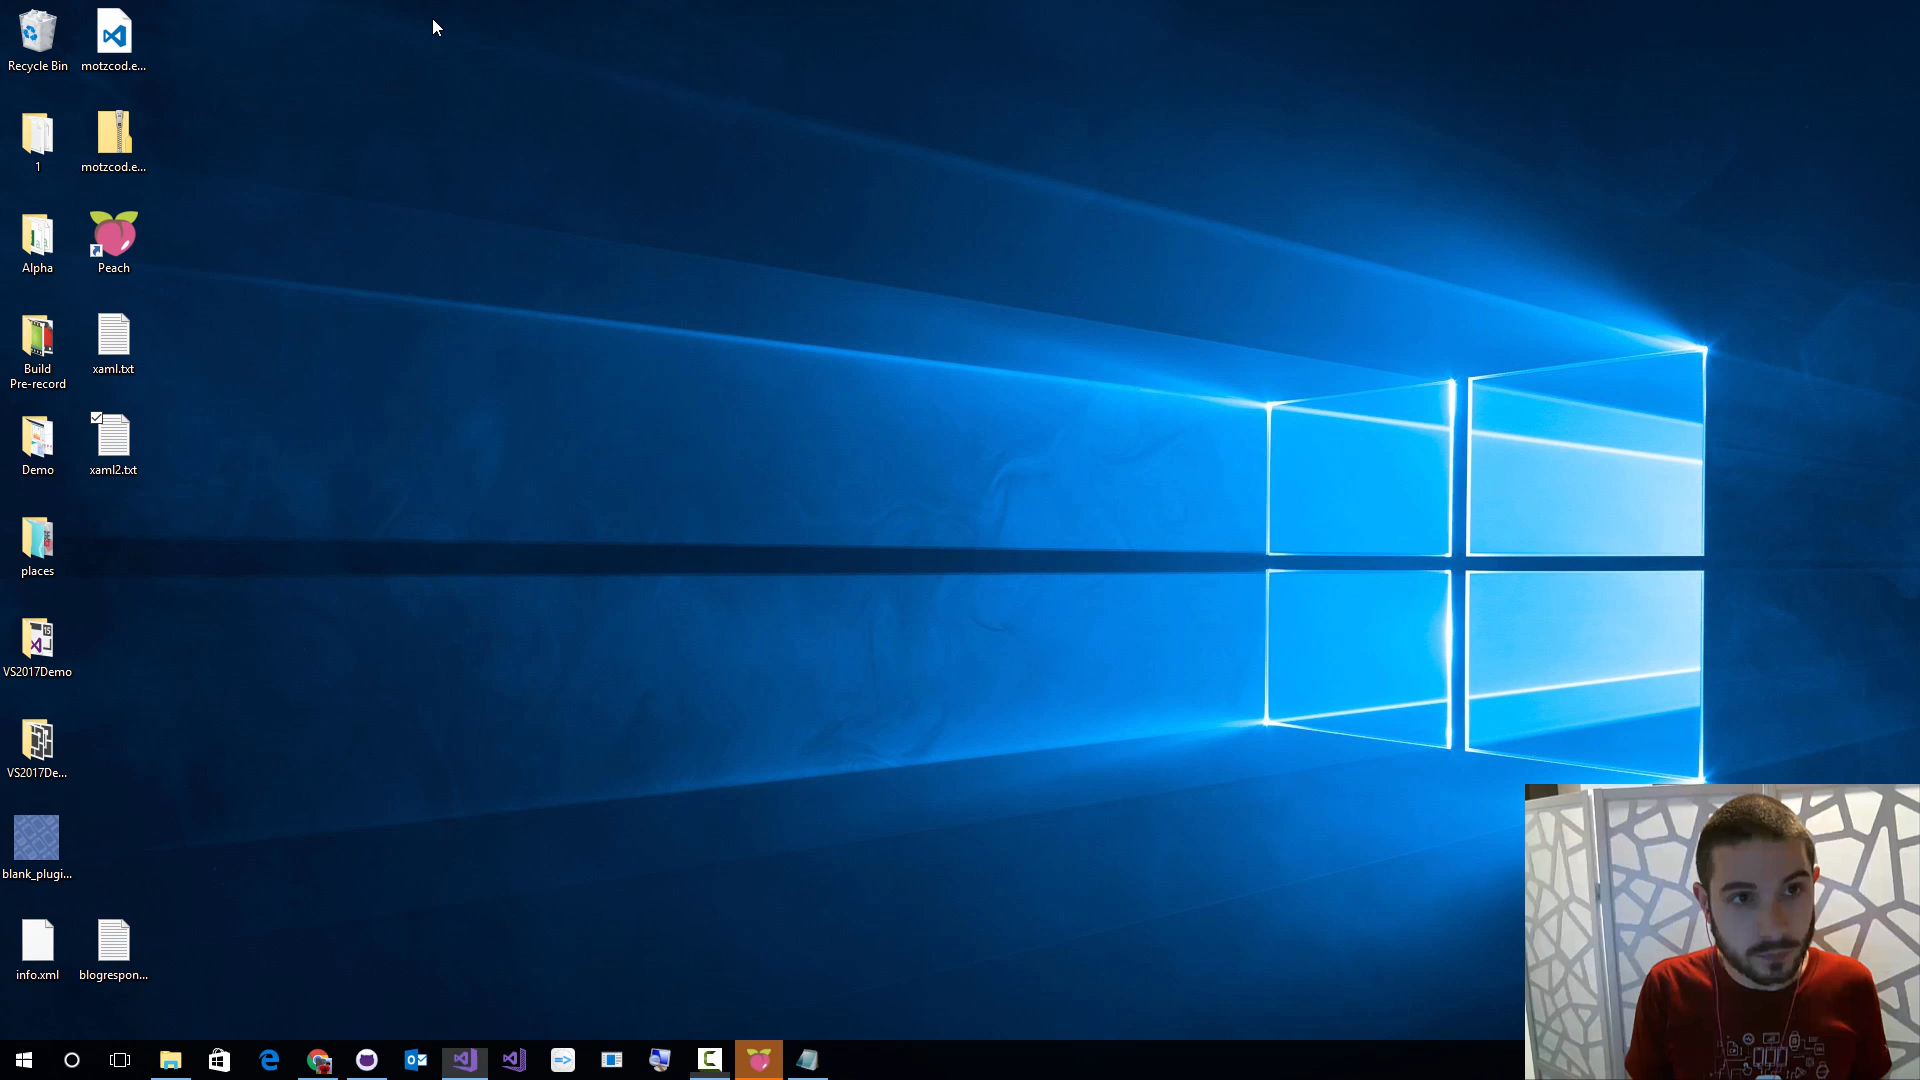 Recycle Bin
motzcod.e...
1
motzcod.e...
Alpha
Peach
Build
Pre-record
xaml.txt
Demo
xaml2.txt
places
VS2017Demo
VS2017De...
blank_plugi...
info.xml
blogrespon...